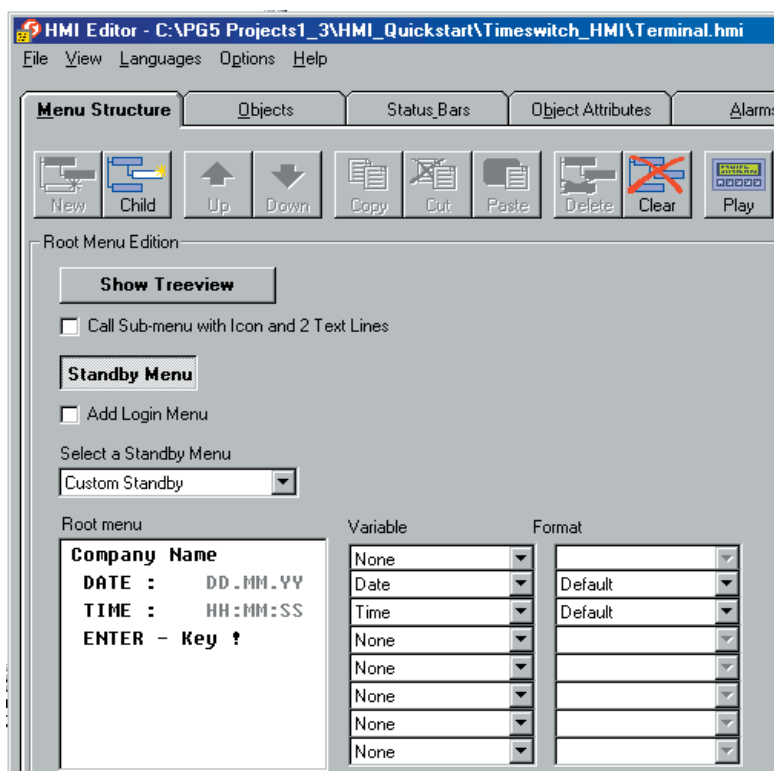 HMI Editor - C:\PG5 Projects1_3\HMI_Quickstart\Timeswitch_HMI\Terminal.hmi
File View Languages Options Help
Menu Structure Objects Status Bars Object Attributes Alarms
New Child Up Down Copy Cut Paste Delete Clear Play
Root Menu Edition
Show Treeview
Call Sub-menu with Icon and 2 Text Lines
Standby Menu
Add Login Menu
Select a Standby Menu
Custom Standby
Root menu Variable Format
Company Name None
DATE : DD.MM.YY Date Default
TIME : HH:MM:SS Time Default
ENTER - Key ! None
None
None
None
None